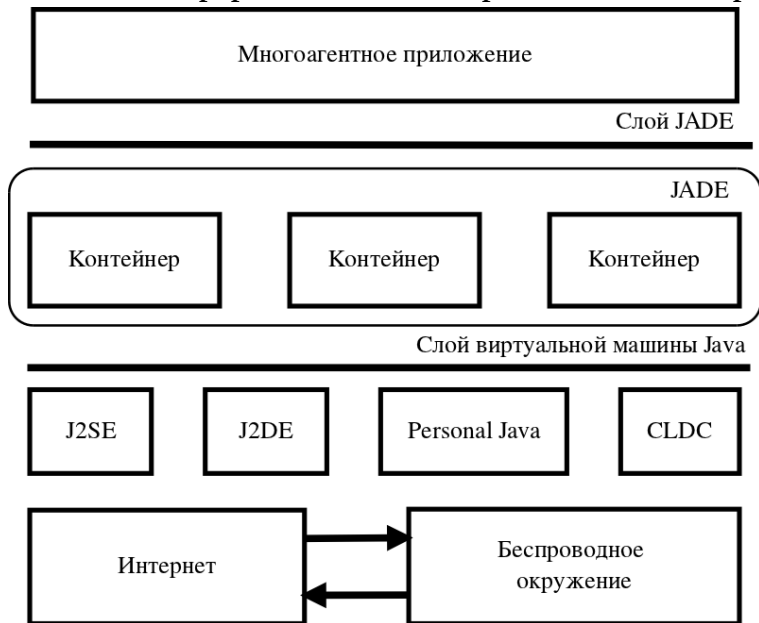 Многоагентное приложение
Слой JADE
JADE
Контейнер
Контейнер
Контейнер
Слой виртуальной машины Java
J2SE
J2DE
Personal Java
CLDC
Интернет
Беспроводное
окружение